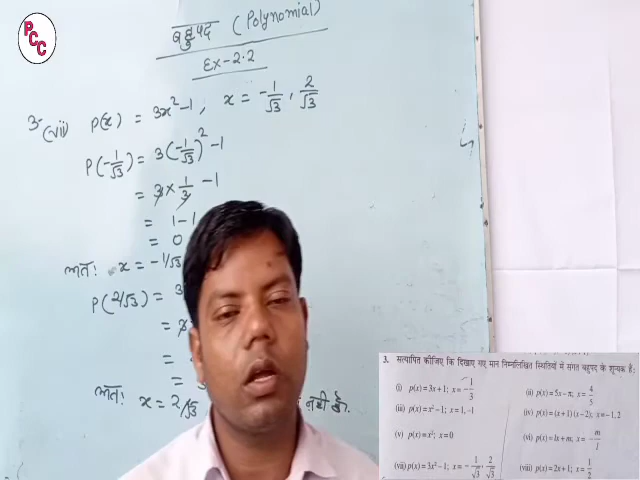 PCC
बहुपद (Polynomial)
Ex-2.2
3- (vii) P(x) = 3x²-1, x = -1/√3, 2/√3
P(-1/√3) = 3(-1/√3)² -1
= 3 × 1/3 -1
= 1-1
= 0
अतः x = -1/√3
P(2/√3) = 3
=
=
=
अतः x = 2/√3 नहीं है.
3. सत्यापित कीजिए कि दिखाए गए मान निम्नलिखित स्थितियों में संगत बहुपद के शून्यक हैं:
(i) p(x) = 3x + 1; x = -1/3 (ii) p(x) = 5x – π; x = 4/5
(iii) p(x) = x² – 1; x = 1, –1 (iv) p(x) = (x + 1) (x – 2); x = – 1, 2
(v) p(x) = x²; x = 0 (vi) p(x) = lx + m; x = -m/l
(vii) p(x) = 3x² – 1; x = -1/√3, 2/√3 (viii) p(x) = 2x + 1; x = 1/2